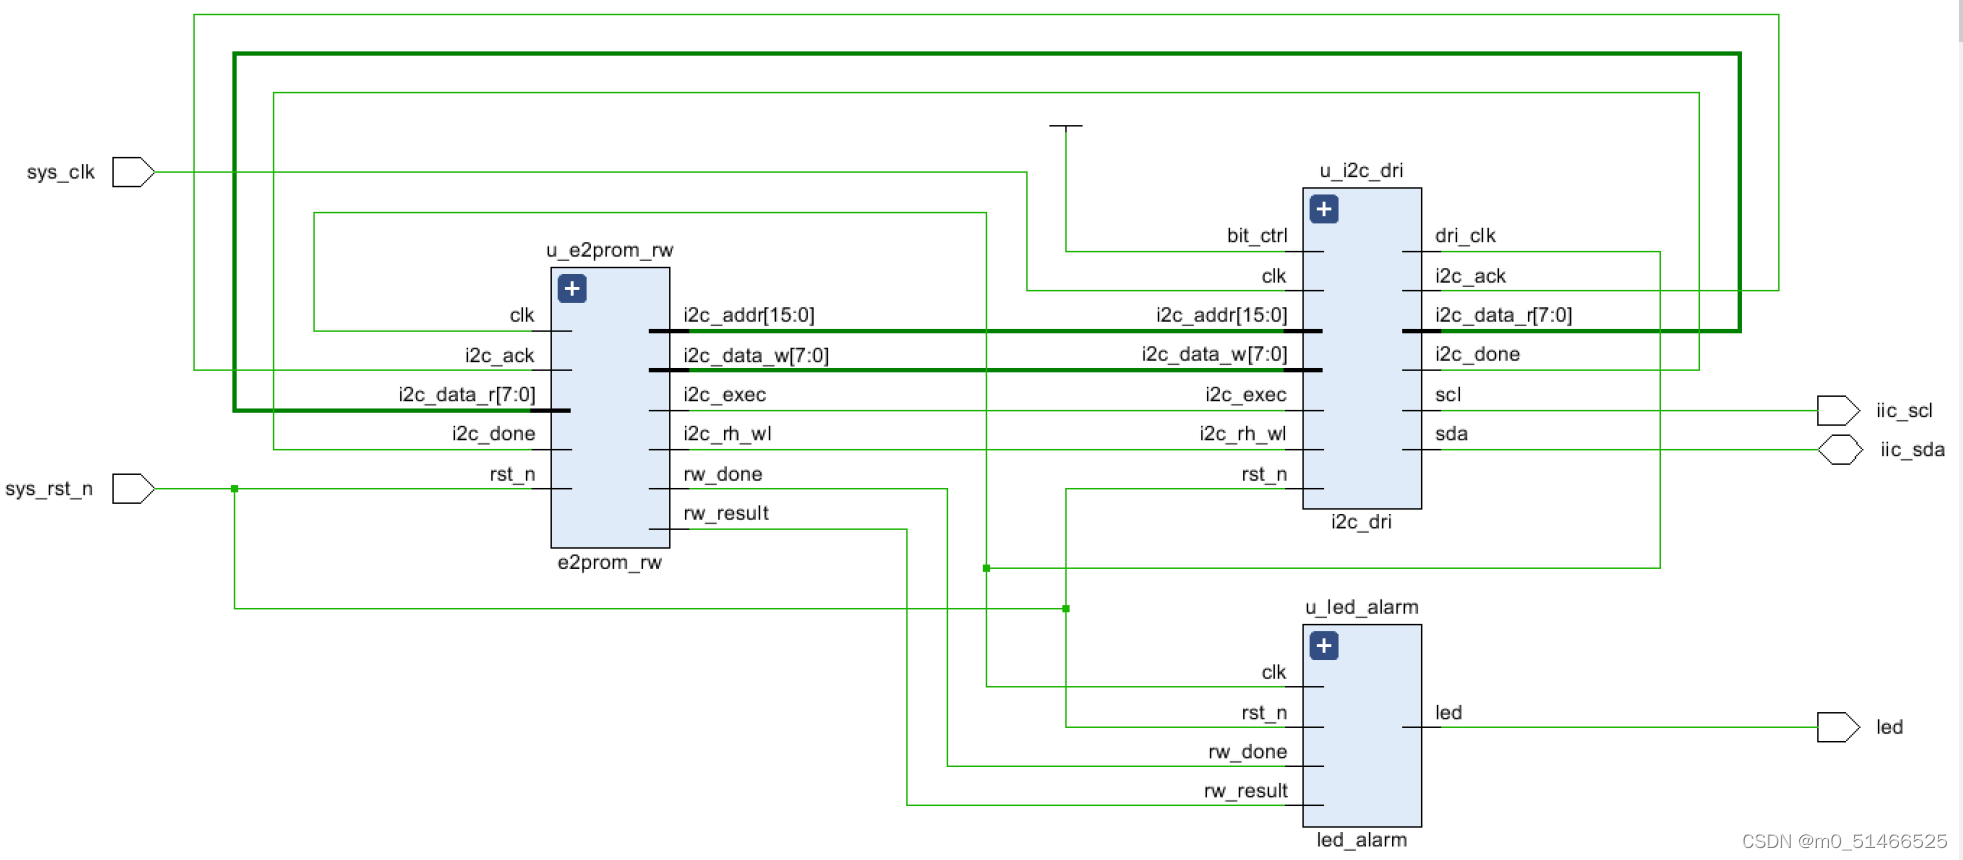 sys_clk
sys_rst_n
u_e2prom_rw
clk
i2c_ack
i2c_data_r[7:0]
i2c_done
rst_n
i2c_addr[15:0]
i2c_data_w[7:0]
i2c_exec
i2c_rh_wl
rw_done
rw_result
e2prom_rw
u_i2c_dri
bit_ctrl
clk
i2c_addr[15:0]
i2c_data_w[7:0]
i2c_exec
i2c_rh_wl
rst_n
dri_clk
i2c_ack
i2c_data_r[7:0]
i2c_done
scl
sda
i2c_dri
iic_scl
iic_sda
u_led_alarm
clk
rst_n
rw_done
rw_result
led
led_alarm
led
CSDN @m0_51466525